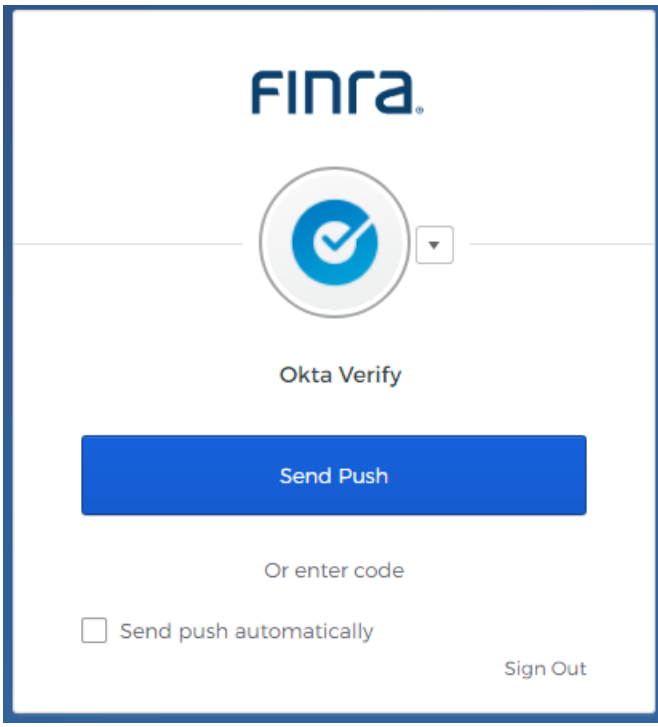 Finra®
Okta Verify
Send Push
Or enter code
Send push automatically
Sign Out